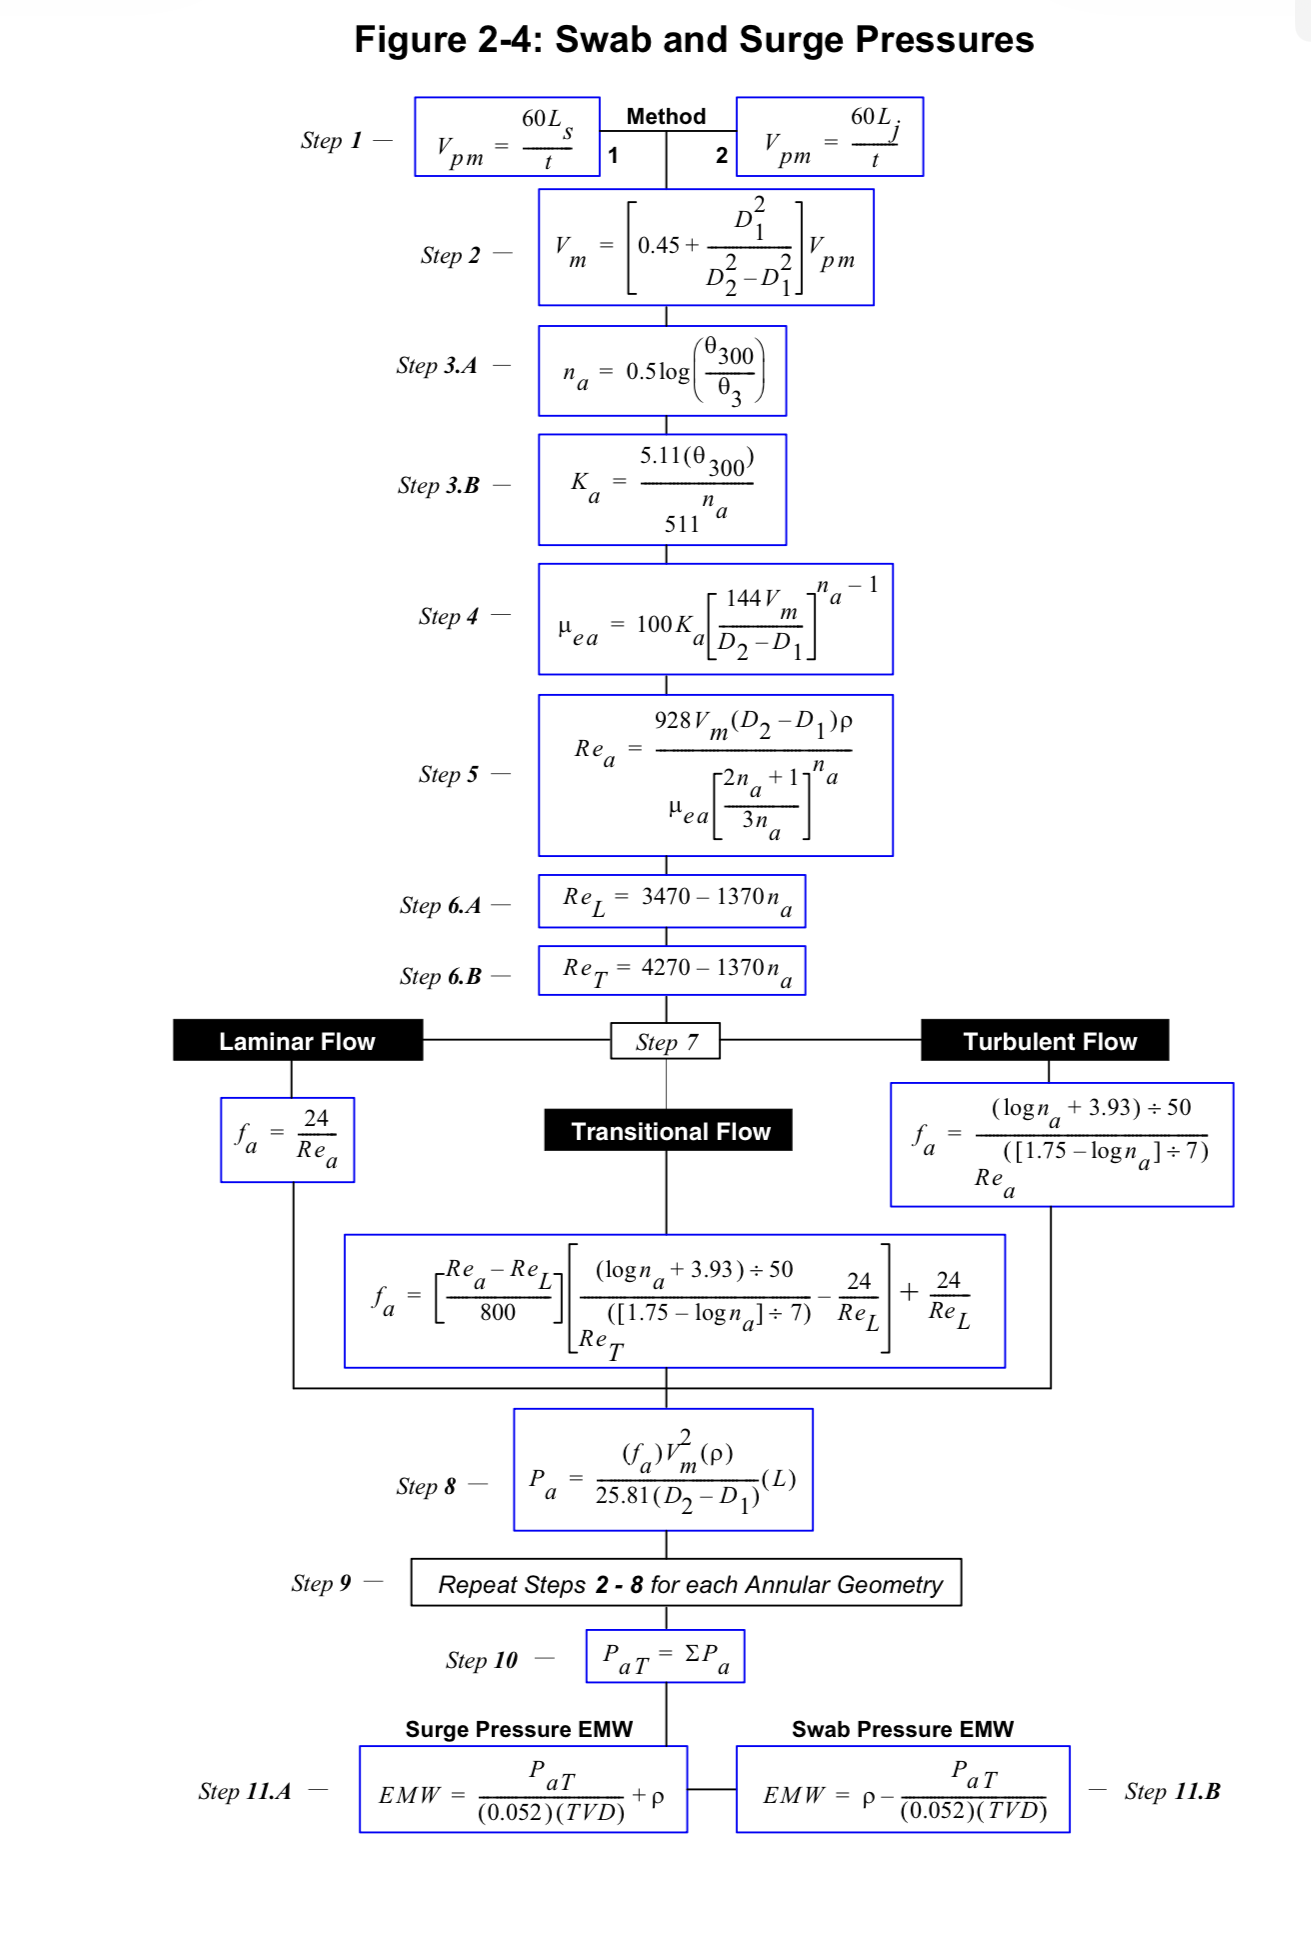 Figure 2-4: Swab and Surge Pressures
Step 1 — V_pm = 60L_s / t
Method
1 2
V_pm = 60L_j / t
Step 2 — V_m = [0.45 + D_1^2 / (D_2^2 – D_1^2)] V_pm
Step 3.A — n_a = 0.5log(θ_300 / θ_3)
Step 3.B — K_a = 5.11(θ_300) / 511^(n_a)
Step 4 — μ_ea = 100K_a [144V_m / (D_2 – D_1)]^(n_a – 1)
Step 5 — Re_a = 928V_m(D_2 – D_1)ρ / (μ_ea [(2n_a + 1) / 3n_a]^(n_a))
Step 6.A — Re_L = 3470 – 1370n_a
Step 6.B — Re_T = 4270 – 1370n_a
Laminar Flow Step 7 Turbulent Flow
f_a = 24 / Re_a
f_a = (logn_a + 3.93) ÷ 50 / Re_a^([1.75 – logn_a] ÷ 7)
Transitional Flow
f_a = [(Re_a – Re_L) / 800] [(logn_a + 3.93) ÷ 50 / Re_T^([1.75 – logn_a] ÷ 7) – 24 / Re_L] + 24 / Re_L
Step 8 — P_a = (f_a)V_m^2(ρ) / 25.81(D_2 – D_1) (L)
Step 9 — Repeat Steps 2 - 8 for each Annular Geometry
Step 10 — P_aT = ΣP_a
Surge Pressure EMW Swab Pressure EMW
Step 11.A — EMW = P_aT / (0.052)(TVD) + ρ
EMW = ρ – P_aT / (0.052)(TVD) — Step 11.B